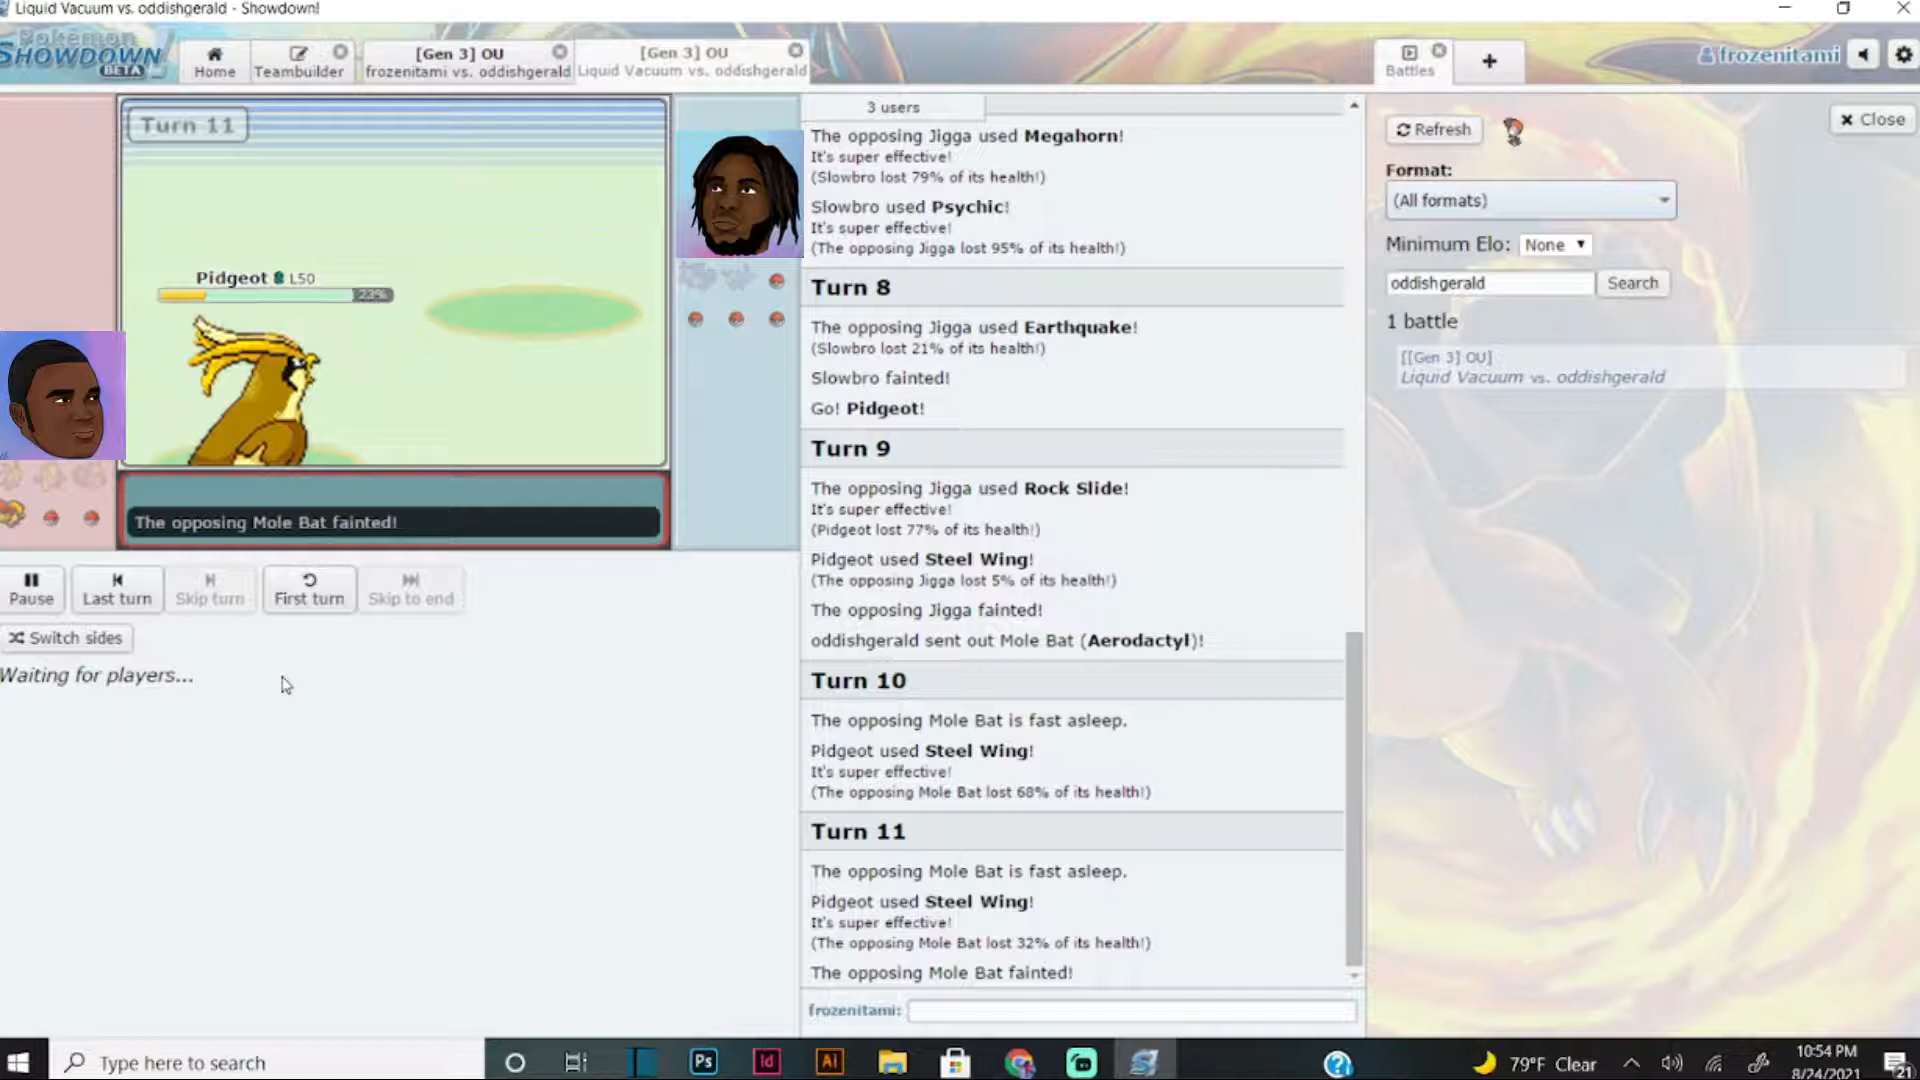 Liquid Vacuum vs. oddishgerald - Showdown!
Pokémon
SHOWDOWN
BETA
Home
Teambuilder
[Gen 3] OU
frozenitami vs. oddishgerald
[Gen 3] OU
Liquid Vacuum vs. oddishgerald
Battles
+
frozenitami
Turn 11
Pidgeot L50
23%
The opposing Mole Bat fainted!
Pause
Last turn
Skip turn
First turn
Skip to end
Switch sides
Waiting for players...
3 users
The opposing Jigga used Megahorn!
It's super effective!
(Slowbro lost 79% of its health!)
Slowbro used Psychic!
It's super effective!
(The opposing Jigga lost 95% of its health!)
Turn 8
The opposing Jigga used Earthquake!
(Slowbro lost 21% of its health!)
Slowbro fainted!
Go! Pidgeot!
Turn 9
The opposing Jigga used Rock Slide!
It's super effective!
(Pidgeot lost 77% of its health!)
Pidgeot used Steel Wing!
(The opposing Jigga lost 5% of its health!)
The opposing Jigga fainted!
oddishgerald sent out Mole Bat (Aerodactyl)!
Turn 10
The opposing Mole Bat is fast asleep.
Pidgeot used Steel Wing!
It's super effective!
(The opposing Mole Bat lost 68% of its health!)
Turn 11
The opposing Mole Bat is fast asleep.
Pidgeot used Steel Wing!
It's super effective!
(The opposing Mole Bat lost 32% of its health!)
The opposing Mole Bat fainted!
frozenitami:
Refresh
Close
Format:
(All formats)
Minimum Elo: None
oddishgerald
Search
1 battle
[[Gen 3] OU]
Liquid Vacuum vs. oddishgerald
Type here to search
Ps
Id
Ai
79°F Clear
10:54 PM
8/24/2021
21